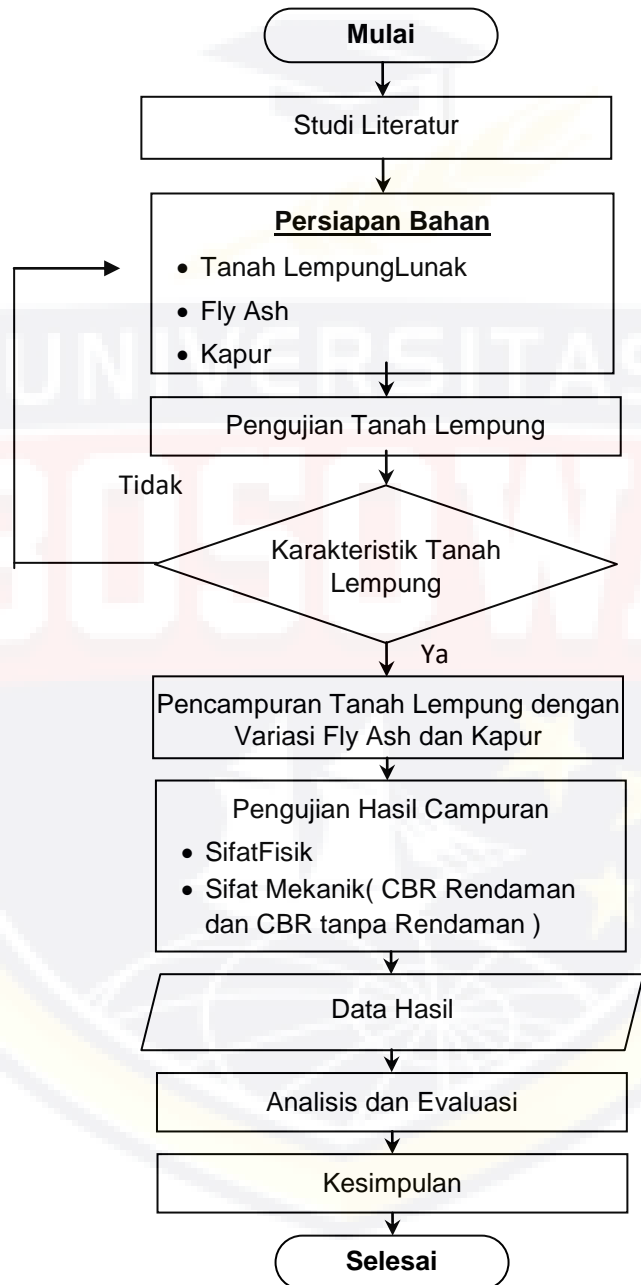 Mulai
Studi Literatur
Persiapan Bahan
• Tanah LempungLunak
• Fly Ash
• Kapur
Pengujian Tanah Lempung
Tidak
Karakteristik Tanah
Lempung
Ya
Pencampuran Tanah Lempung dengan
Variasi Fly Ash dan Kapur
Pengujian Hasil Campuran
• SifatFisik
• Sifat Mekanik( CBR Rendaman
dan CBR tanpa Rendaman )
Data Hasil
Analisis dan Evaluasi
Kesimpulan
Selesai
UNIVERSITAS
BOSOWA